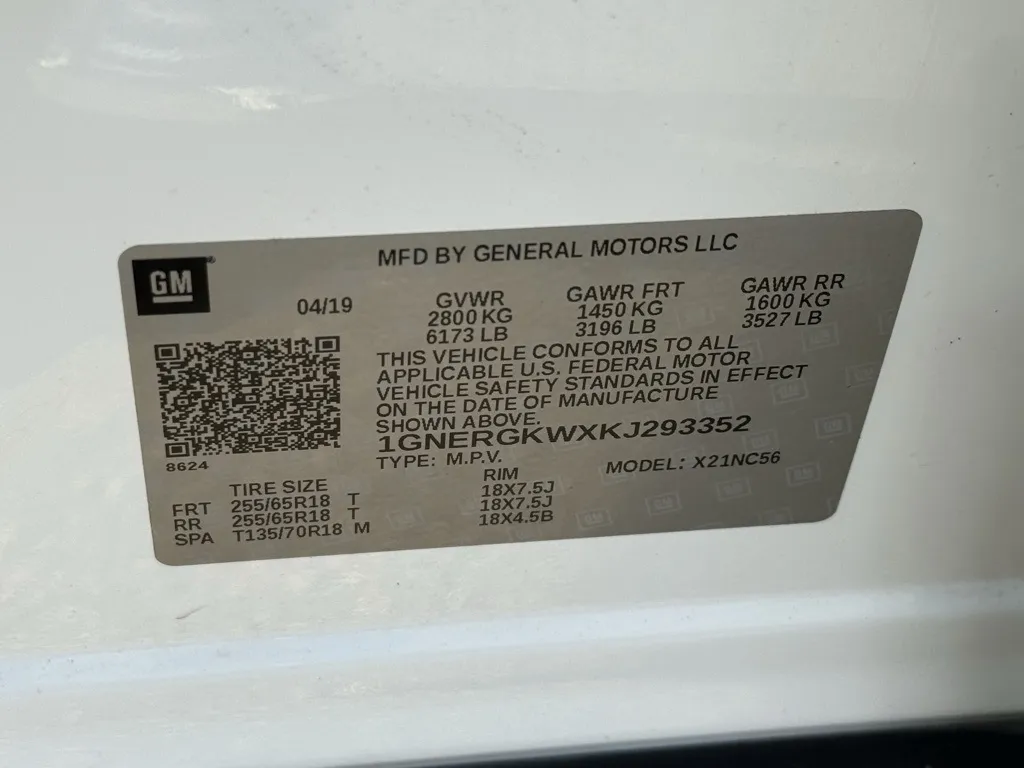 MFD BY GENERAL MOTORS LLC
GM
04/19
GVWR
2800 KG
6173 LB
GAWR FRT
1450 KG
3196 LB
GAWR RR
1600 KG
3527 LB
THIS VEHICLE CONFORMS TO ALL
APPLICABLE U.S. FEDERAL MOTOR
VEHICLE SAFETY STANDARDS IN EFFECT
ON THE DATE OF MANUFACTURE
SHOWN ABOVE.
1GNERGKWXKJ293352
8624
TYPE: M.P.V.
MODEL: X21NC56
TIRE SIZE RIM
FRT 255/65R18 T 18X7.5J
RR 255/65R18 T 18X7.5J
SPA T135/70R18 M 18X4.5B